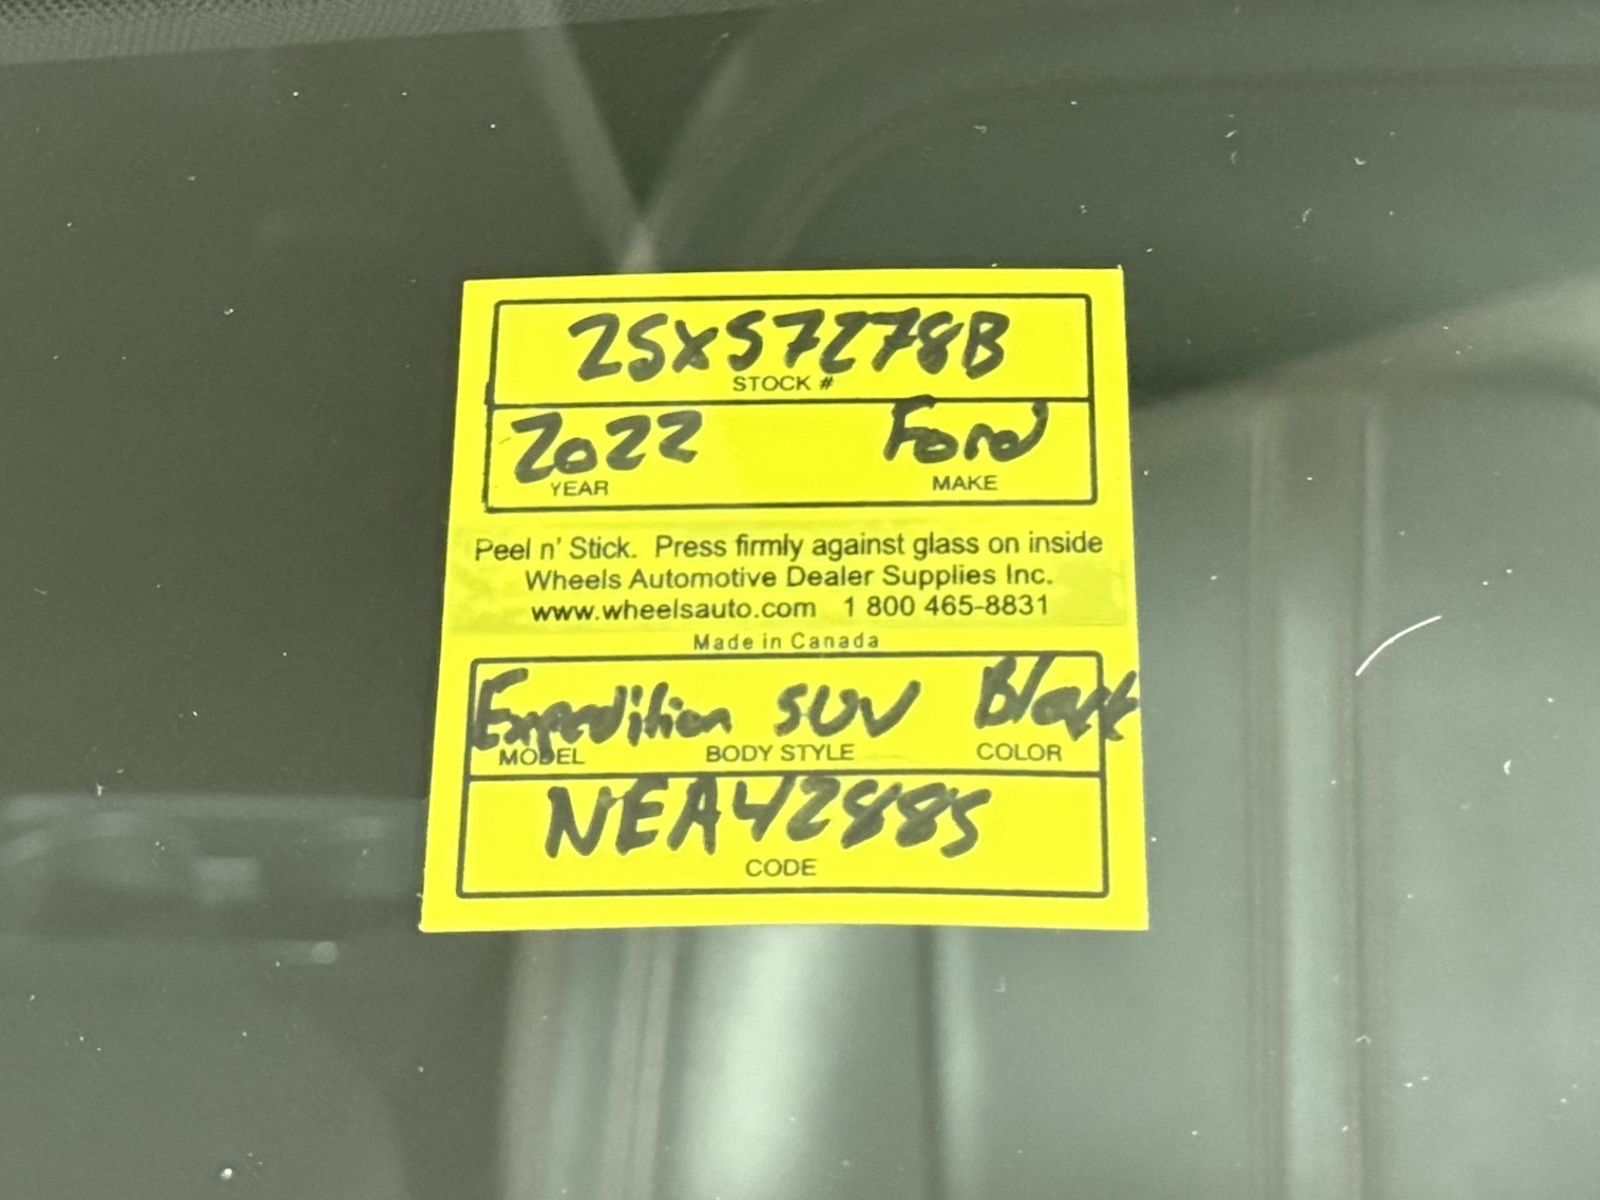 25X57278B
STOCK #
2022 Ford
YEAR MAKE
Peel n' Stick. Press firmly against glass on inside
Wheels Automotive Dealer Supplies Inc.
www.wheelsauto.com 1 800 465-8831
Made in Canada
Expedition SUV Black
MODEL BODY STYLE COLOR
NEA42885
CODE